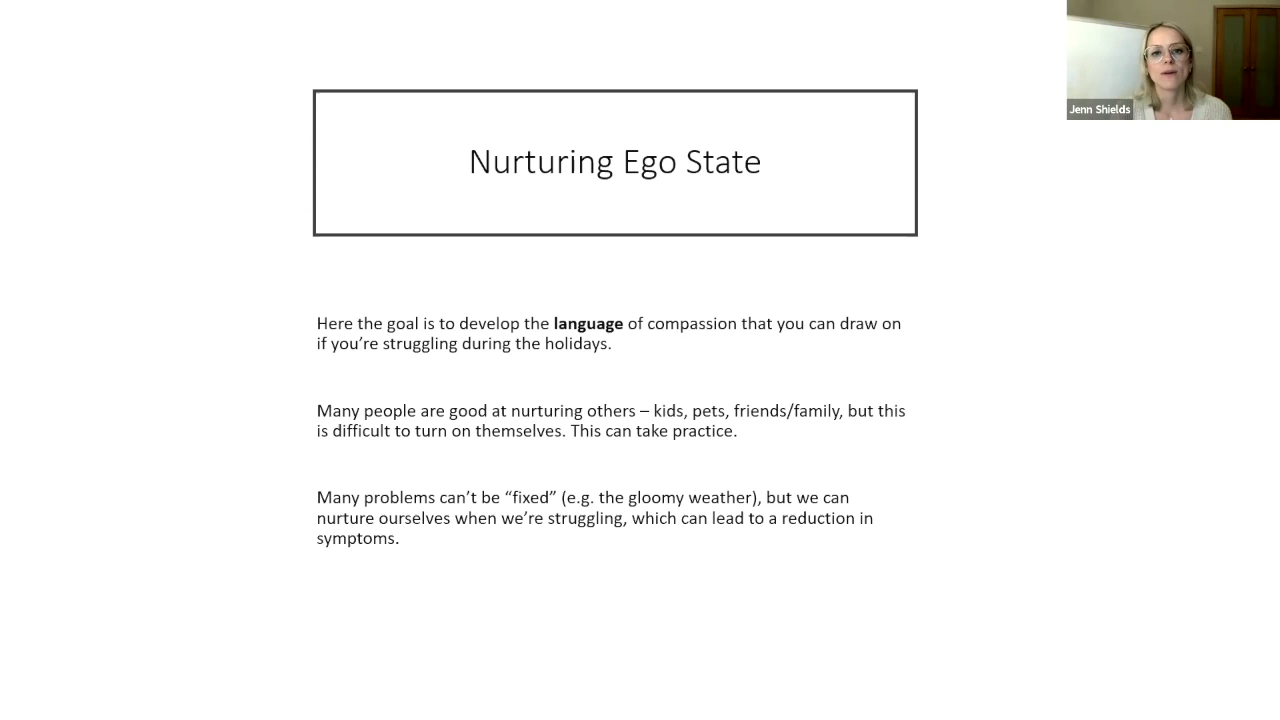 Jenn Shields
Nurturing Ego State
Here the goal is to develop the language of compassion that you can draw on
if you’re struggling during the holidays.
Many people are good at nurturing others – kids, pets, friends/family, but this
is difficult to turn on themselves. This can take practice.
Many problems can’t be “fixed” (e.g. the gloomy weather), but we can
nurture ourselves when we’re struggling, which can lead to a reduction in
symptoms.